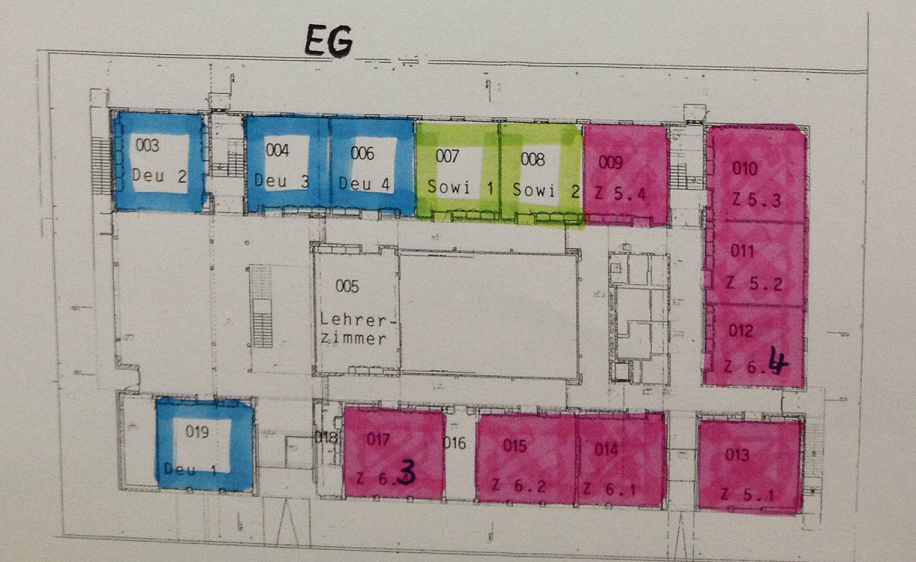 EG
003
Deu 2
004
Deu 3
006
Deu 4
007
Sowi 1
008
Sowi 2
009
Z 5.4
010
Z 5.3
011
Z 5.2
012
Z 6.4
005
Lehrer-
zimmer
019
Deu 1
018
017
Z 6.3
016
015
Z 6.2
014
Z 6.1
013
Z 5.1